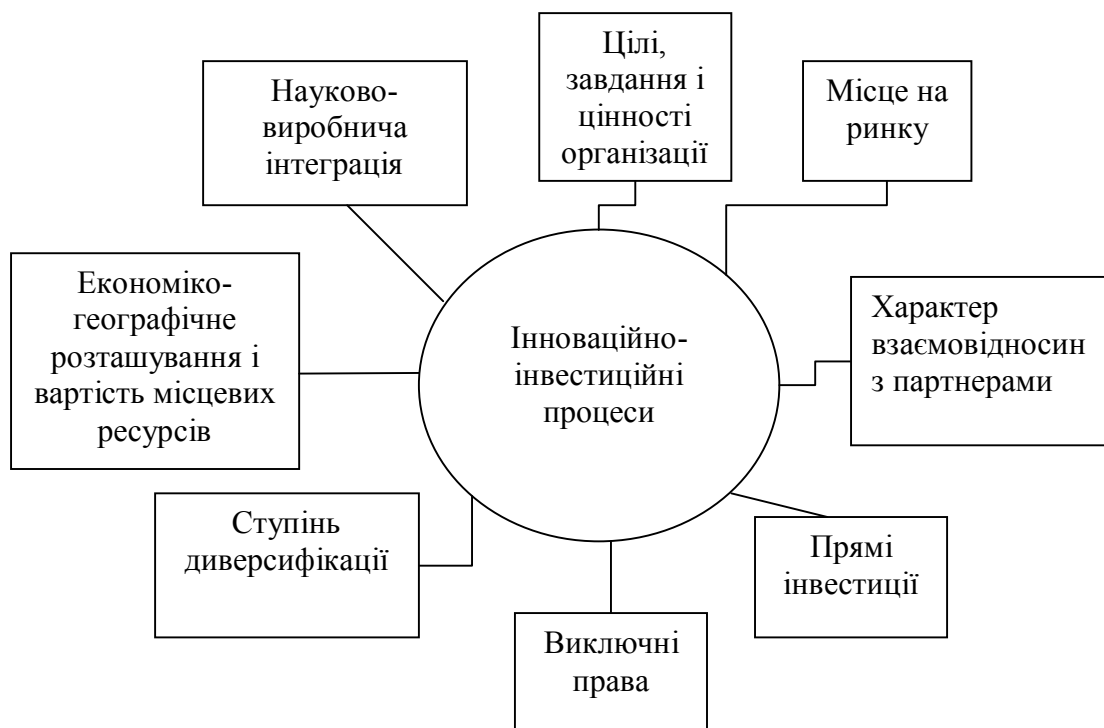 Науково-
виробнича
інтеграція
Цілі,
завдання і
цінності
організації
Місце на
ринку
Економіко-
географічне
розташування і
вартість місцевих
ресурсів
Інноваційно-
інвестиційні
процеси
Характер
взаємовідносин
з партнерами
Ступінь
диверсифікації
Виключні
права
Прямі
інвестиції